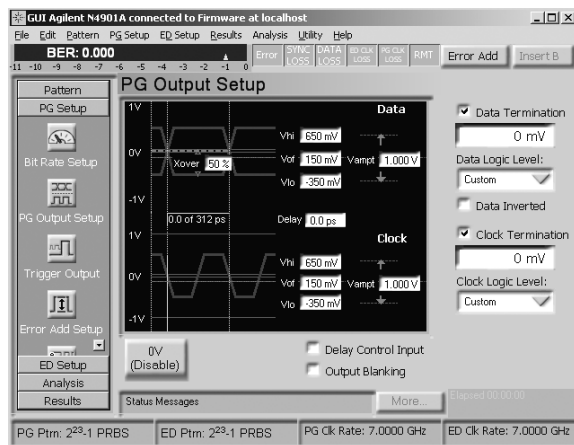 GUI Agilent N4901A connected to Firmware at localhost
File Edit Pattern PG Setup ED Setup Results Analysis Utility Help
BER: 0.000
-11 -10 -9 -8 -7 -6 -5 -4 -3 -2 -1 0
Error
SYNC LOSS
DATA LOSS
ED CLK LOSS
PG CLK LOSS
RMT
Error Add
Insert B
Pattern
PG Setup
Bit Rate Setup
PG Output Setup
Trigger Output
Error Add Setup
ED Setup
Analysis
Results
PG Output Setup
1V
Data
0V
Xover 50 %
-1V
Vhi 650 mV
Vof 150 mV Vampt 1.000 V
Vlo -350 mV
0.0 of 312 ps
Delay 0.0 ps
1V
Clock
0V
-1V
Vhi 650 mV
Vof 150 mV Vampt 1.000 V
Vlo -350 mV
Data Termination
0 mV
Data Logic Level:
Custom
Data Inverted
Clock Termination
0 mV
Clock Logic Level:
Custom
0V
(Disable)
Delay Control Input
Output Blanking
Status Messages
More...
Elapsed 00:00:00
PG Ptrn: 2²³-1 PRBS
ED Ptrn: 2²³-1 PRBS
PG Clk Rate: 7.0000 GHz
ED Clk Rate: 7.0000 GHz